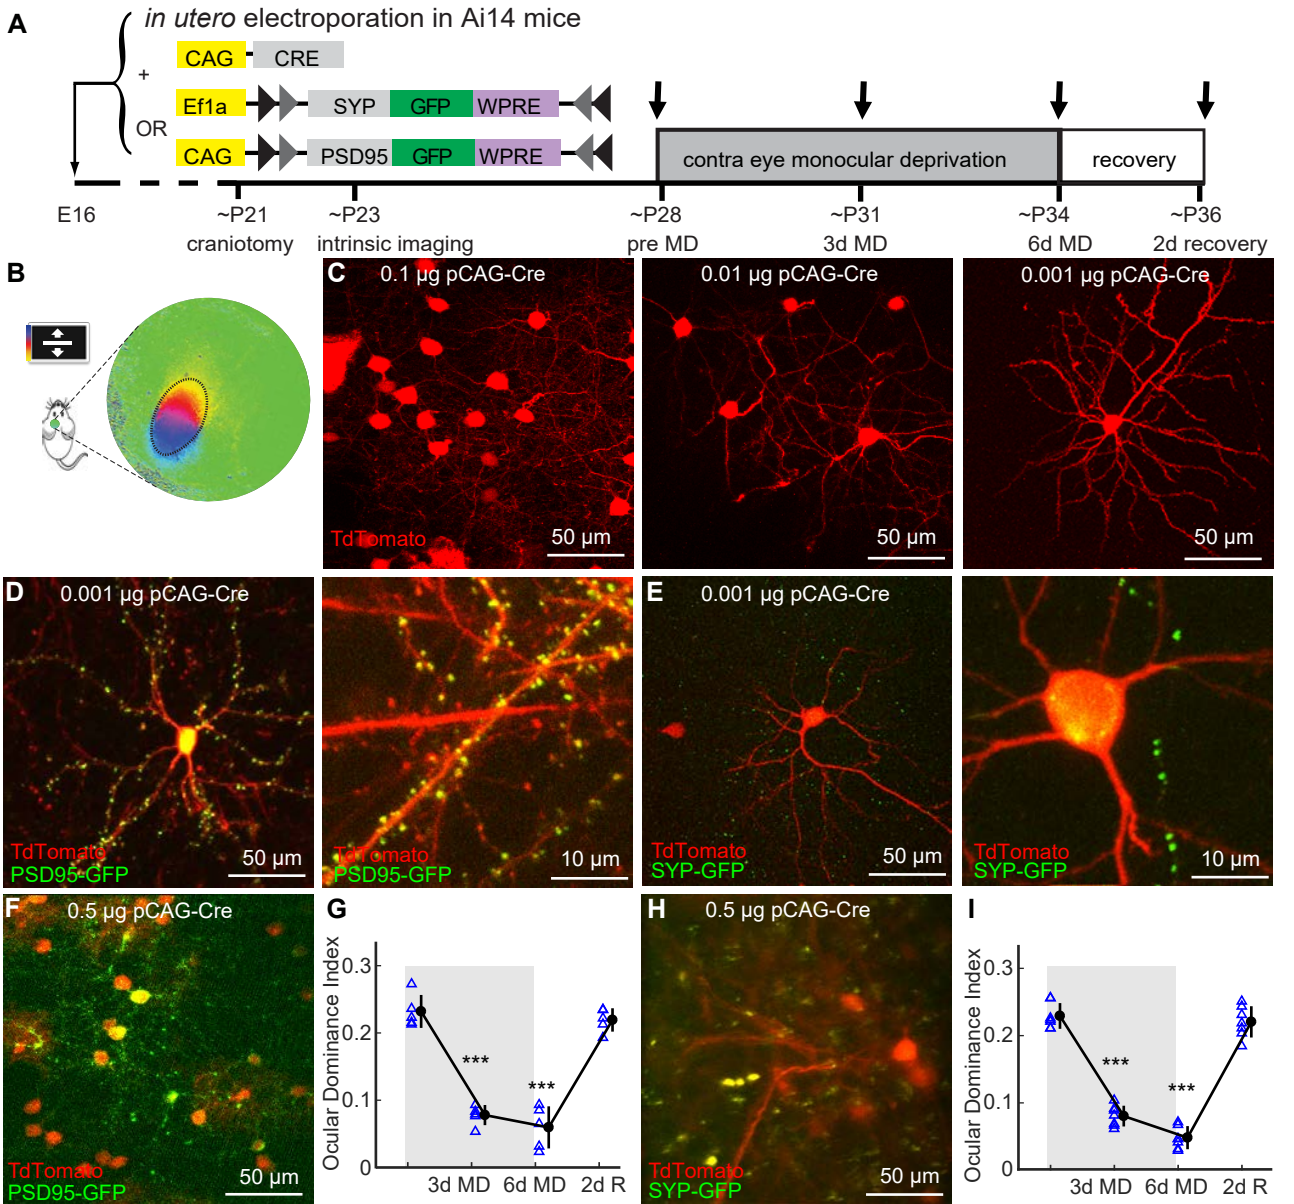 A
in utero electroporation in Ai14 mice
CAG CRE
+
Ef1a SYP GFP WPRE
OR
CAG PSD95 GFP WPRE
contra eye monocular deprivation recovery
E16 ~P21 ~P23 ~P28 ~P31 ~P34 ~P36
craniotomy intrinsic imaging pre MD 3d MD 6d MD 2d recovery
B
C 0.1 µg pCAG-Cre
TdTomato 50 µm
0.01 µg pCAG-Cre
50 µm
0.001 µg pCAG-Cre
50 µm
D 0.001 µg pCAG-Cre
TdTomato
PSD95-GFP 50 µm
TdTomato
PSD95-GFP 10 µm
E 0.001 µg pCAG-Cre
TdTomato
SYP-GFP 50 µm
TdTomato
SYP-GFP 10 µm
F 0.5 µg pCAG-Cre
TdTomato
PSD95-GFP 50 µm
G
Ocular Dominance Index
0.3
0.2
0.1
0
***
***
3d MD 6d MD 2d R
H 0.5 µg pCAG-Cre
TdTomato
SYP-GFP 50 µm
I
Ocular Dominance Index
0.3
0.2
0.1
0
***
***
3d MD 6d MD 2d R